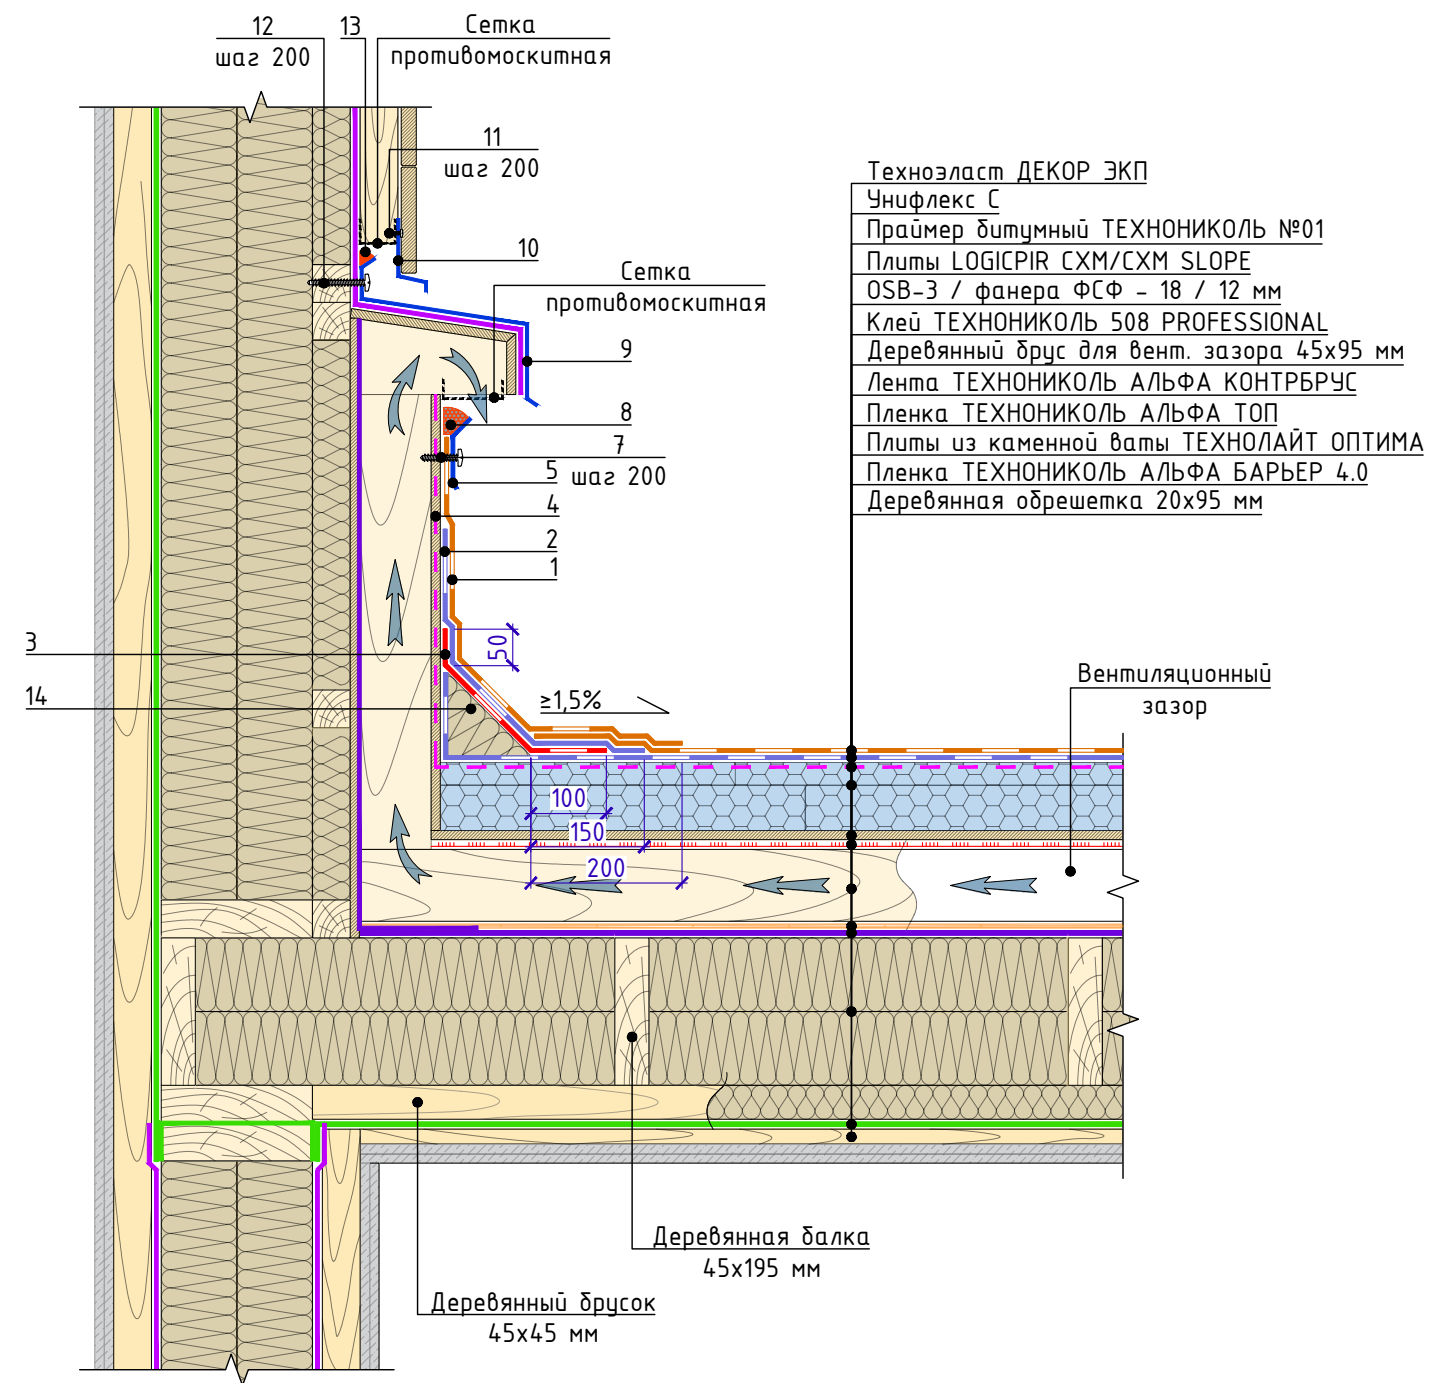 12
шаг 200
13
Сетка
противомоскитная
11
шаг 200
10
Сетка
противомоскитная
9
8
7
шаг 200
5
4
2
1
3
14
50
≥1,5%
100
150
200
Техноэласт ДЕКОР ЭКП
Унифлекс С
Праймер битумный ТЕХНОНИКОЛЬ №01
Плиты LOGICPIR CXM/CXM SLOPE
OSB-3 / фанера ФСФ - 18 / 12 мм
Клей ТЕХНОНИКОЛЬ 508 PROFESSIONAL
Деревянный брус для вент. зазора 45х95 мм
Лента ТЕХНОНИКОЛЬ АЛЬФА КОНТРБРУС
Пленка ТЕХНОНИКОЛЬ АЛЬФА ТОП
Плиты из каменной ваты ТЕХНОЛАЙТ ОПТИМА
Пленка ТЕХНОНИКОЛЬ АЛЬФА БАРЬЕР 4.0
Деревянная обрешетка 20х95 мм
Вентиляционный
зазор
Деревянная балка
45х195 мм
Деревянный брусок
45х45 мм